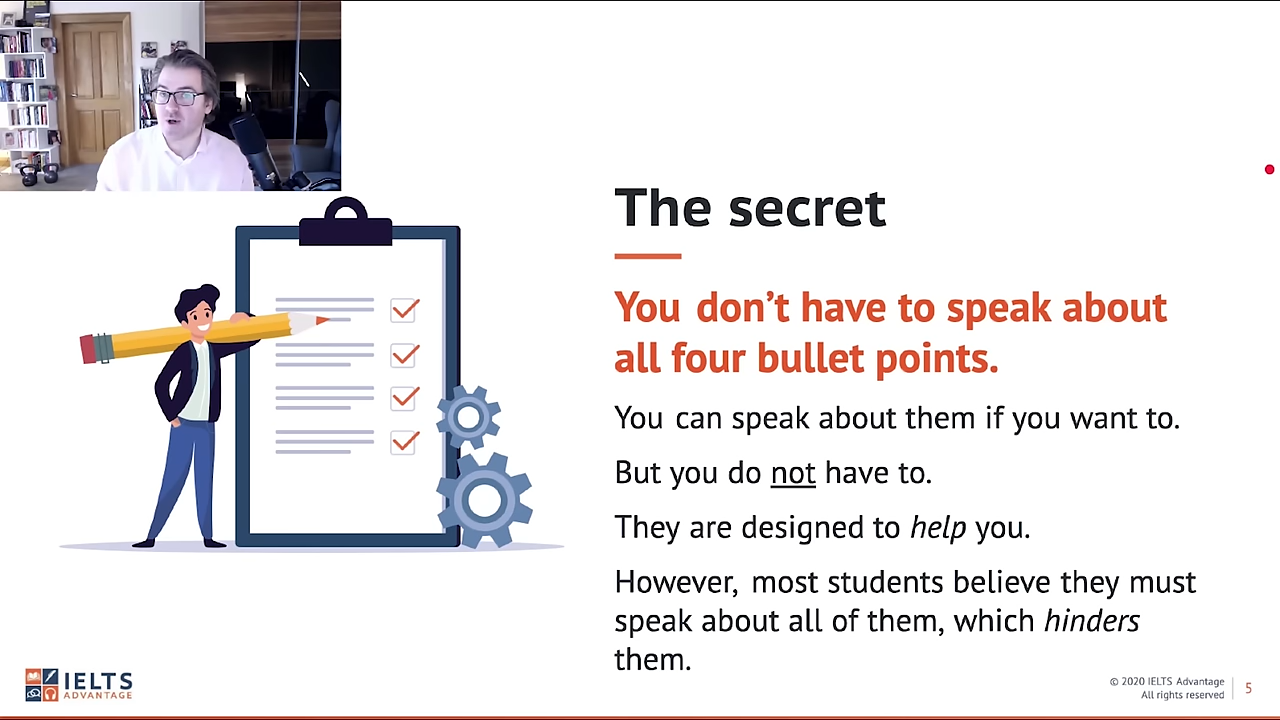 The secret
You don't have to speak about
all four bullet points.
You can speak about them if you want to.
But you do not have to.
They are designed to help you.
However, most students believe they must
speak about all of them, which hinders
them.
IELTS
ADVANTAGE
© 2020 IELTS Advantage
All rights reserved
5